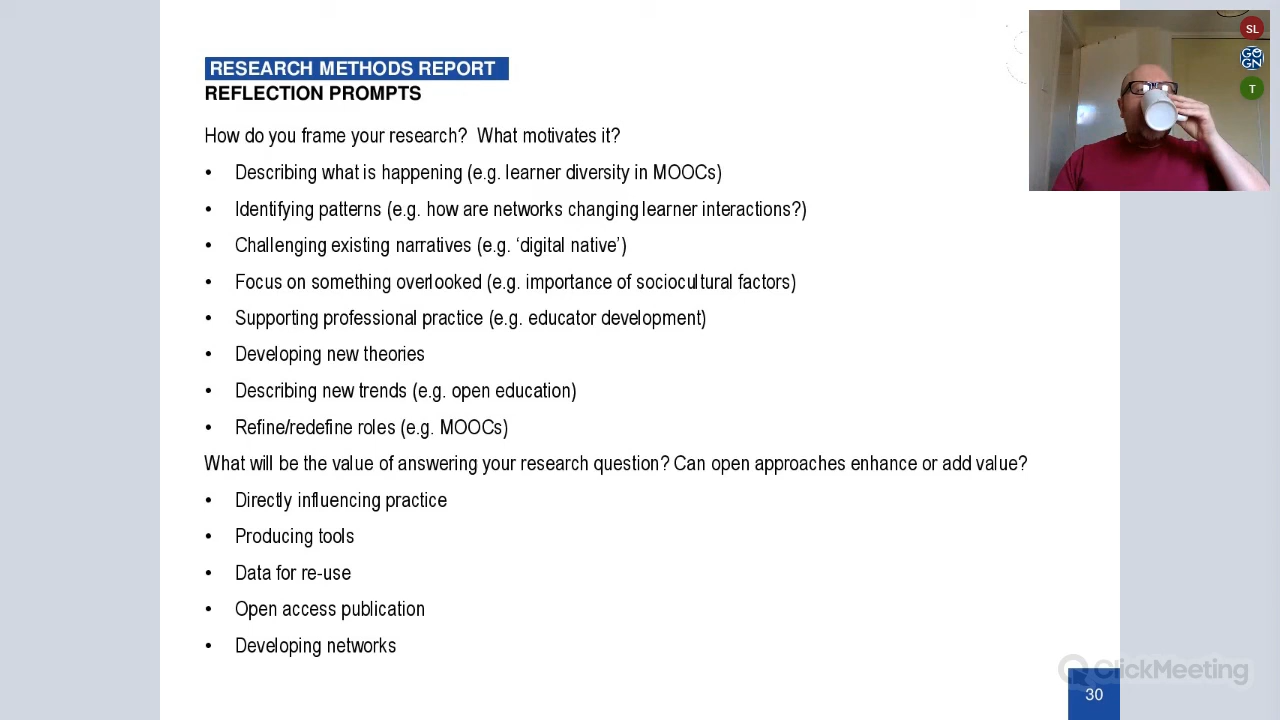 RESEARCH METHODS REPORT
REFLECTION PROMPTS
How do you frame your research? What motivates it?
• Describing what is happening (e.g. learner diversity in MOOCs)
• Identifying patterns (e.g. how are networks changing learner interactions?)
• Challenging existing narratives (e.g. ‘digital native’)
• Focus on something overlooked (e.g. importance of sociocultural factors)
• Supporting professional practice (e.g. educator development)
• Developing new theories
• Describing new trends (e.g. open education)
• Refine/redefine roles (e.g. MOOCs)
What will be the value of answering your research question? Can open approaches enhance or add value?
• Directly influencing practice
• Producing tools
• Data for re-use
• Open access publication
• Developing networks
SL
GO
GN
T
ClickMeeting
30